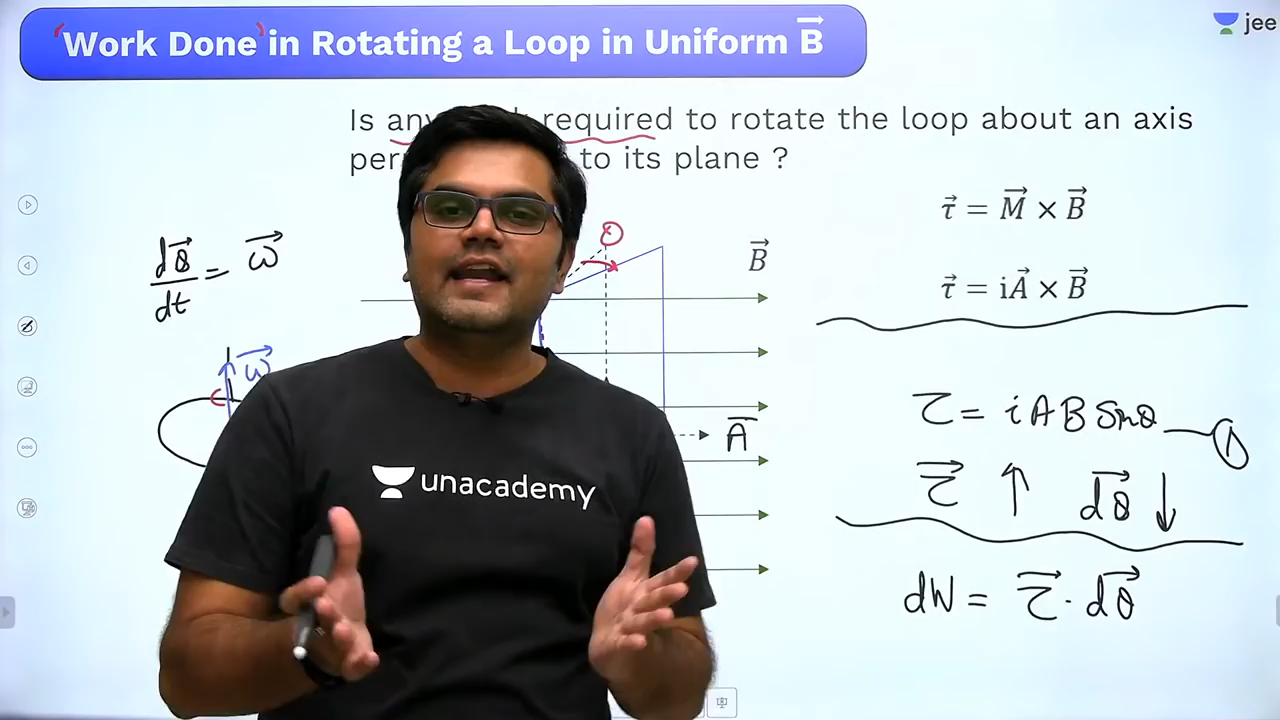 'Work Done' in Rotating a Loop in Uniform B⃗
jee
Is any required to rotate the loop about an axis
to its plane ?
τ⃗ = M⃗ × B⃗
τ⃗ = iA⃗ × B⃗
dθ⃗/dt = ω⃗
B⃗
ω⃗
A⃗
τ = iAB Sinθ — 1
τ⃗ ↑ dθ⃗ ↓
dW = τ⃗ · dθ⃗
unacademy